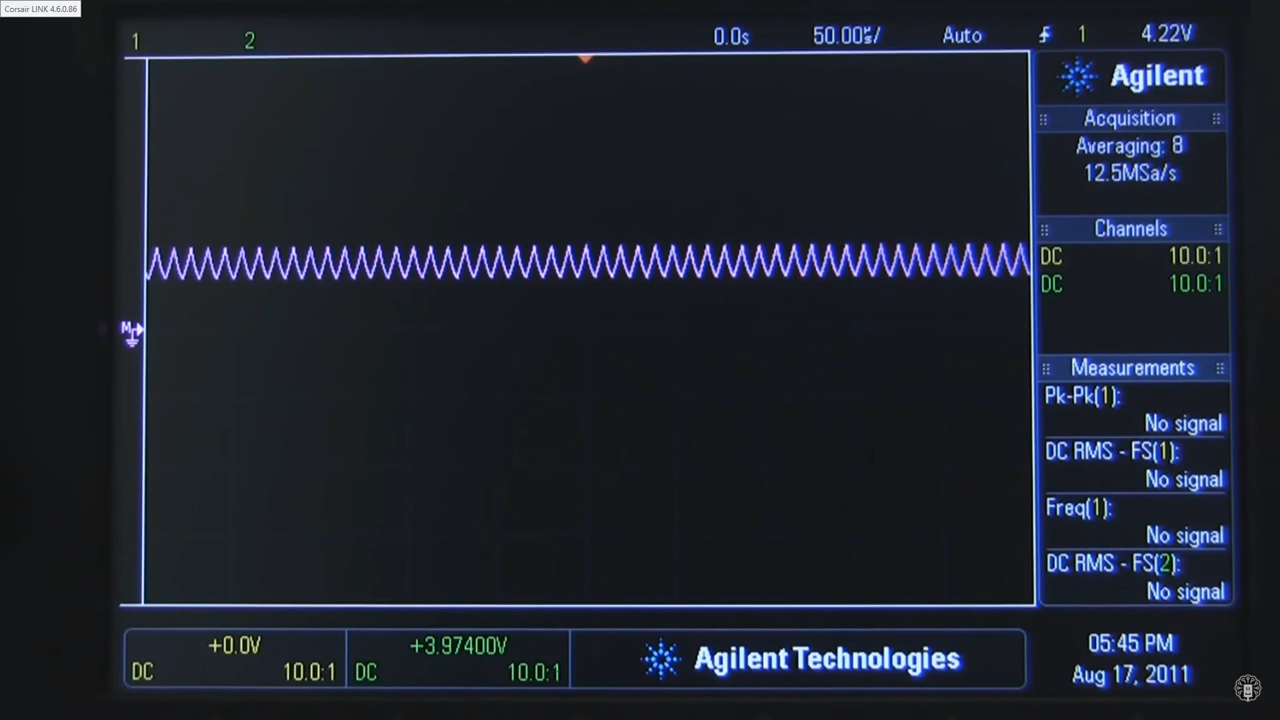 Corsair LINK 4.6.0.86
1 2 0.0s 50.00us/ Auto 1 4.22V
Agilent
Acquisition
Averaging: 8
12.5MSa/s
Channels
DC 10.0:1
DC 10.0:1
M
Measurements
Pk-Pk(1):
No signal
DC RMS - FS(1):
No signal
Freq(1):
No signal
DC RMS - FS(2):
No signal
+0.0V
DC 10.0:1
+3.97400V
DC 10.0:1
Agilent Technologies
05:45 PM
Aug 17, 2011